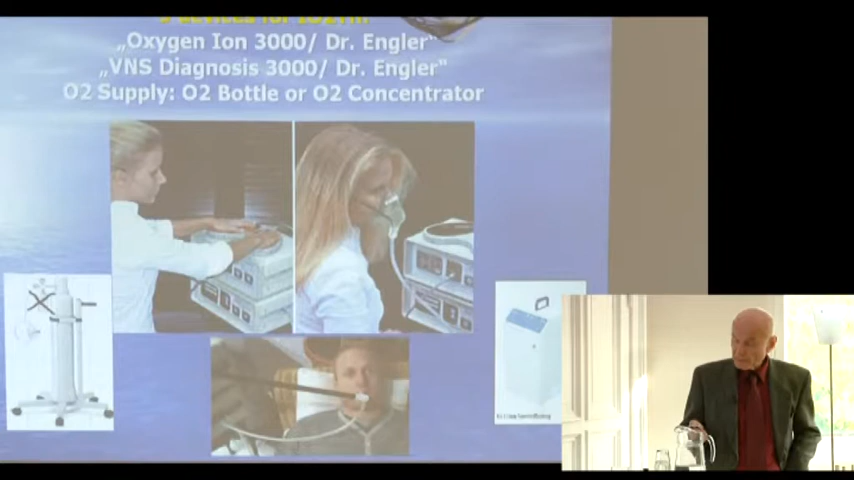 „Oxygen Ion 3000/ Dr. Engler“
„VNS Diagnosis 3000/ Dr. Engler“
O2 Supply: O2 Bottle or O2 Concentrator